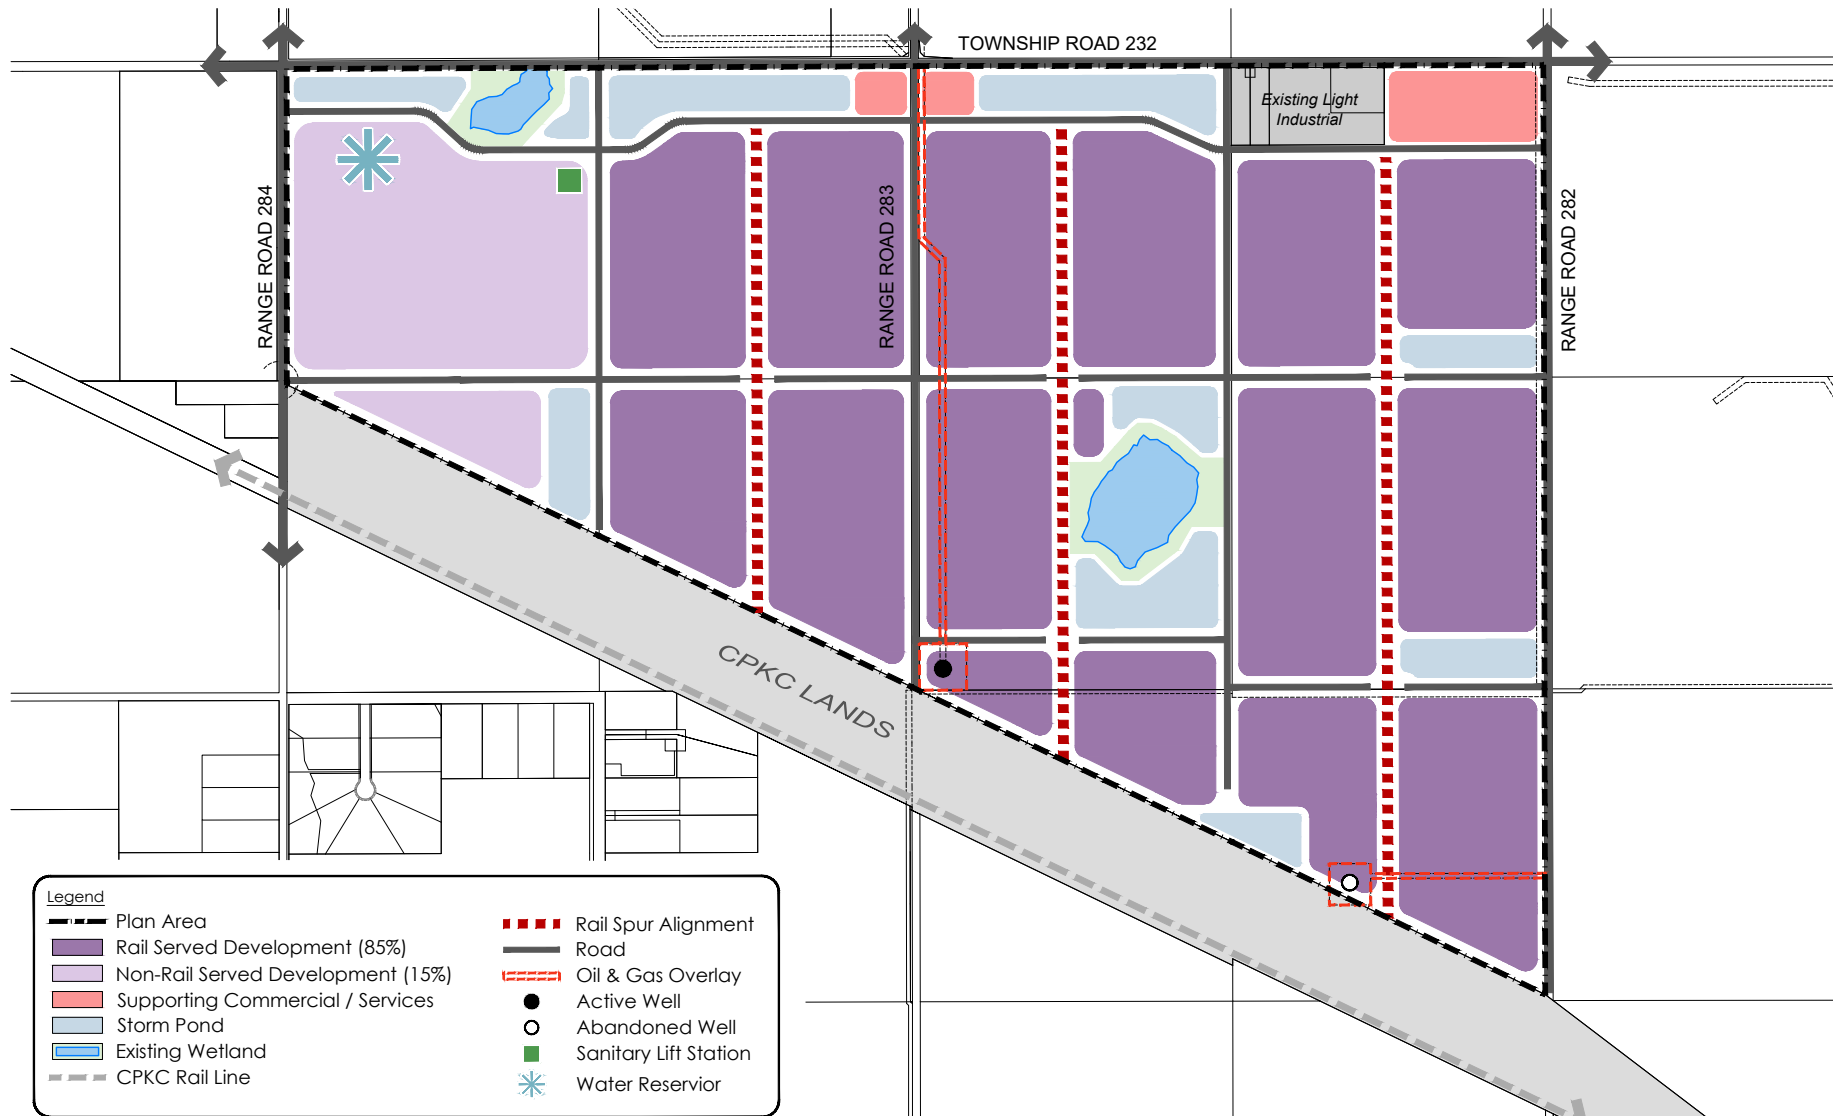 TOWNSHIP ROAD 232
Existing Light
Industrial
RANGE ROAD 284
RANGE ROAD 283
RANGE ROAD 282
CPKC LANDS
Legend
Plan Area
Rail Served Development (85%)
Non-Rail Served Development (15%)
Supporting Commercial / Services
Storm Pond
Existing Wetland
CPKC Rail Line
Rail Spur Alignment
Road
Oil & Gas Overlay
Active Well
Abandoned Well
Sanitary Lift Station
Water Reservior